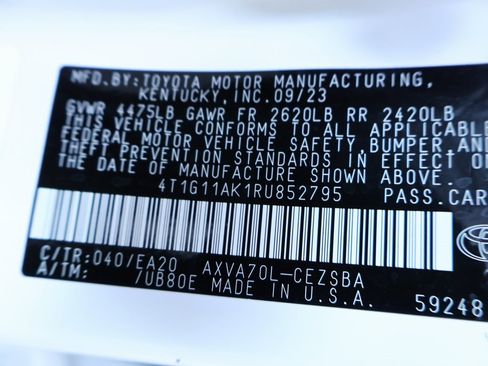 MFD.BY:TOYOTA MOTOR MANUFACTURING,
KENTUCKY,INC.09/23
GVWR 4475LB GAWR FR 2620LB RR 2420LB
THIS VEHICLE CONFORMS TO ALL APPLICABLE
FEDERAL MOTOR VEHICLE SAFETY,BUMPER,AND
THEFT PREVENTION STANDARDS IN EFFECT O
THE DATE OF MANUFACTURE SHOWN ABOVE.
4T1G11AK1RU852795 PASS.CAR
C/TR:040/EA20 AXVA70L-CEZSBA
A/TM: /UB80E MADE IN U.S.A. 59248